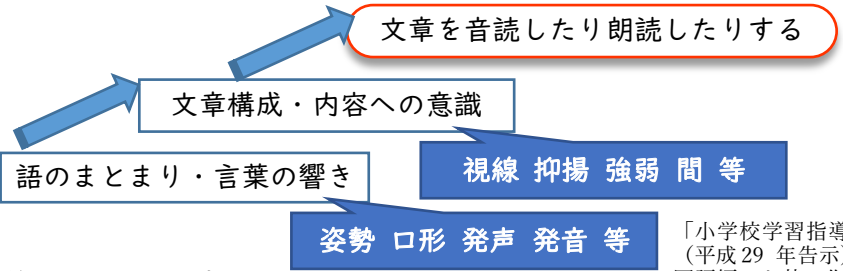 文章を音読したり朗読したりする
文章構成・内容への意識
視線 抑揚 強弱 間 等
語のまとまり・言葉の響き
姿勢 口形 発声 発音 等
「小学校学習指導
（平成 29 年告示）